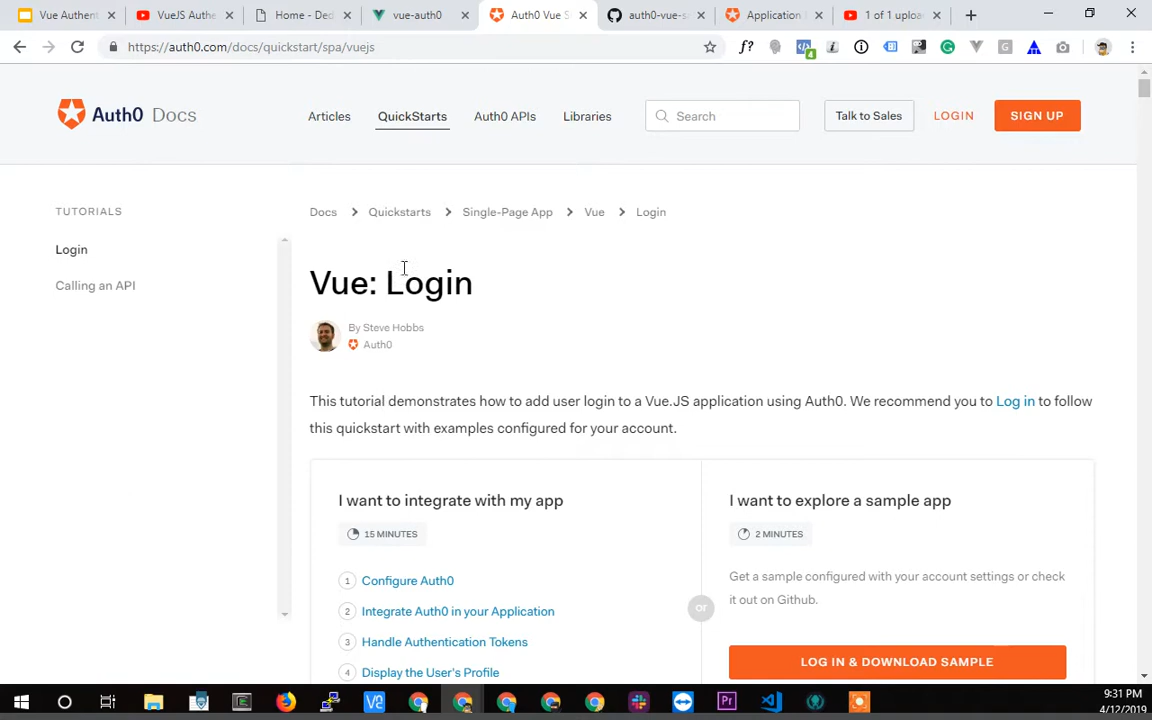 Vue Authent
VueJS Authe
Home - Ded
vue-auth0
Auth0 Vue S
auth0-vue-s
Application
1 of 1 uploa
https://auth0.com/docs/quickstart/spa/vuejs
f?
4
Auth0 Docs
Articles
QuickStarts
Auth0 APIs
Libraries
Search
Talk to Sales
LOGIN
SIGN UP
TUTORIALS
Login
Calling an API
Docs
Quickstarts
Single-Page App
Vue
Login
Vue: Login
By Steve Hobbs
Auth0
This tutorial demonstrates how to add user login to a Vue.JS application using Auth0. We recommend you to Log in to follow
this quickstart with examples configured for your account.
I want to integrate with my app
15 MINUTES
1 Configure Auth0
2 Integrate Auth0 in your Application
3 Handle Authentication Tokens
4 Display the User's Profile
or
I want to explore a sample app
2 MINUTES
Get a sample configured with your account settings or check
it out on Github.
LOG IN & DOWNLOAD SAMPLE
Pr
9:31 PM
4/12/2019